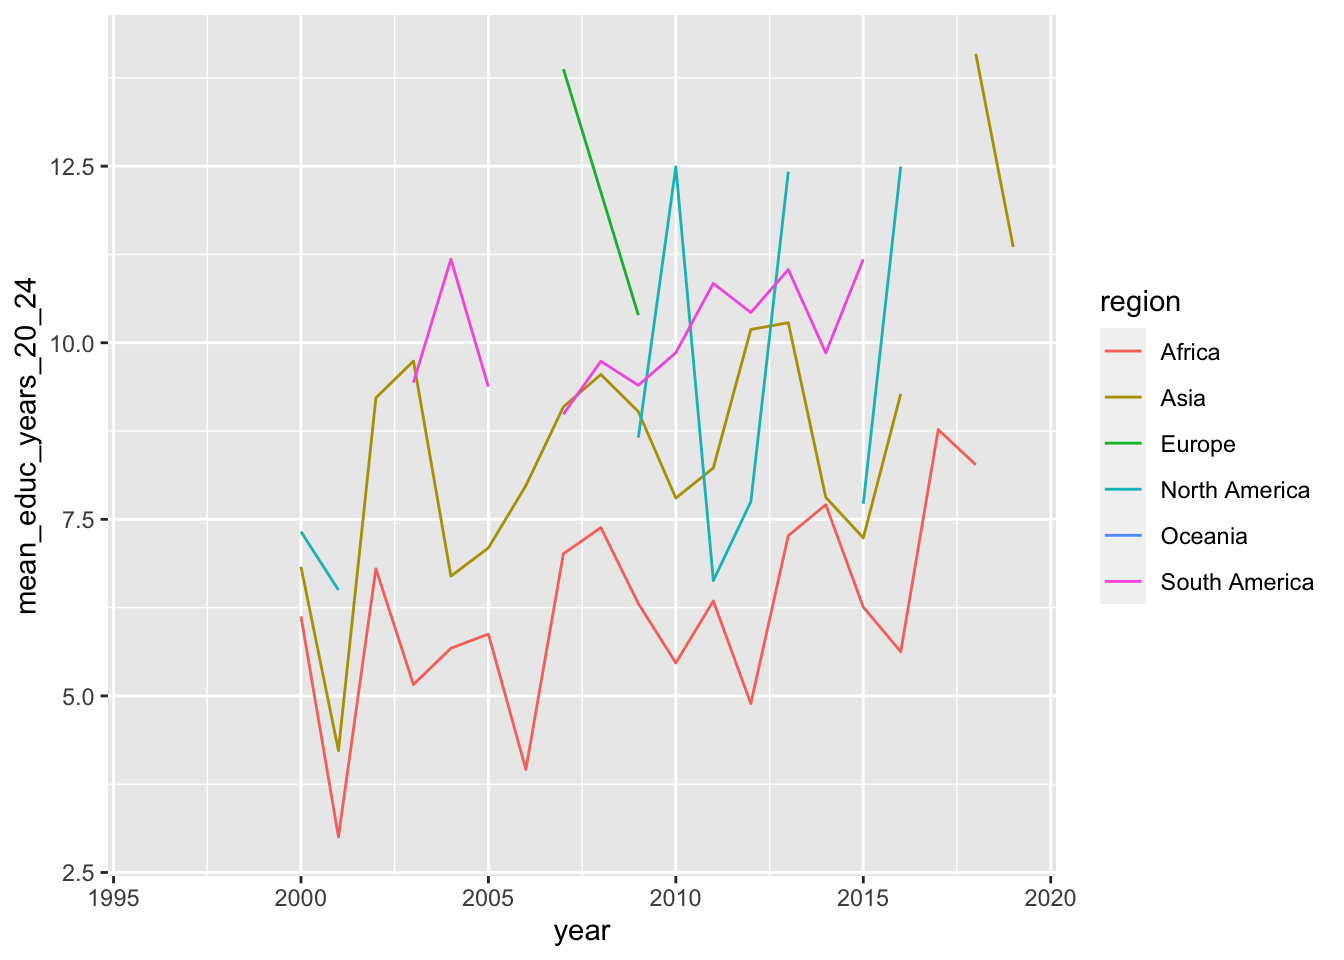 mean_educ_years_20_24
12.5
10.0
7.5
5.0
2.5
1995
2000
2005
2010
2015
2020
year
region
Africa
Asia
Europe
North America
Oceania
South America